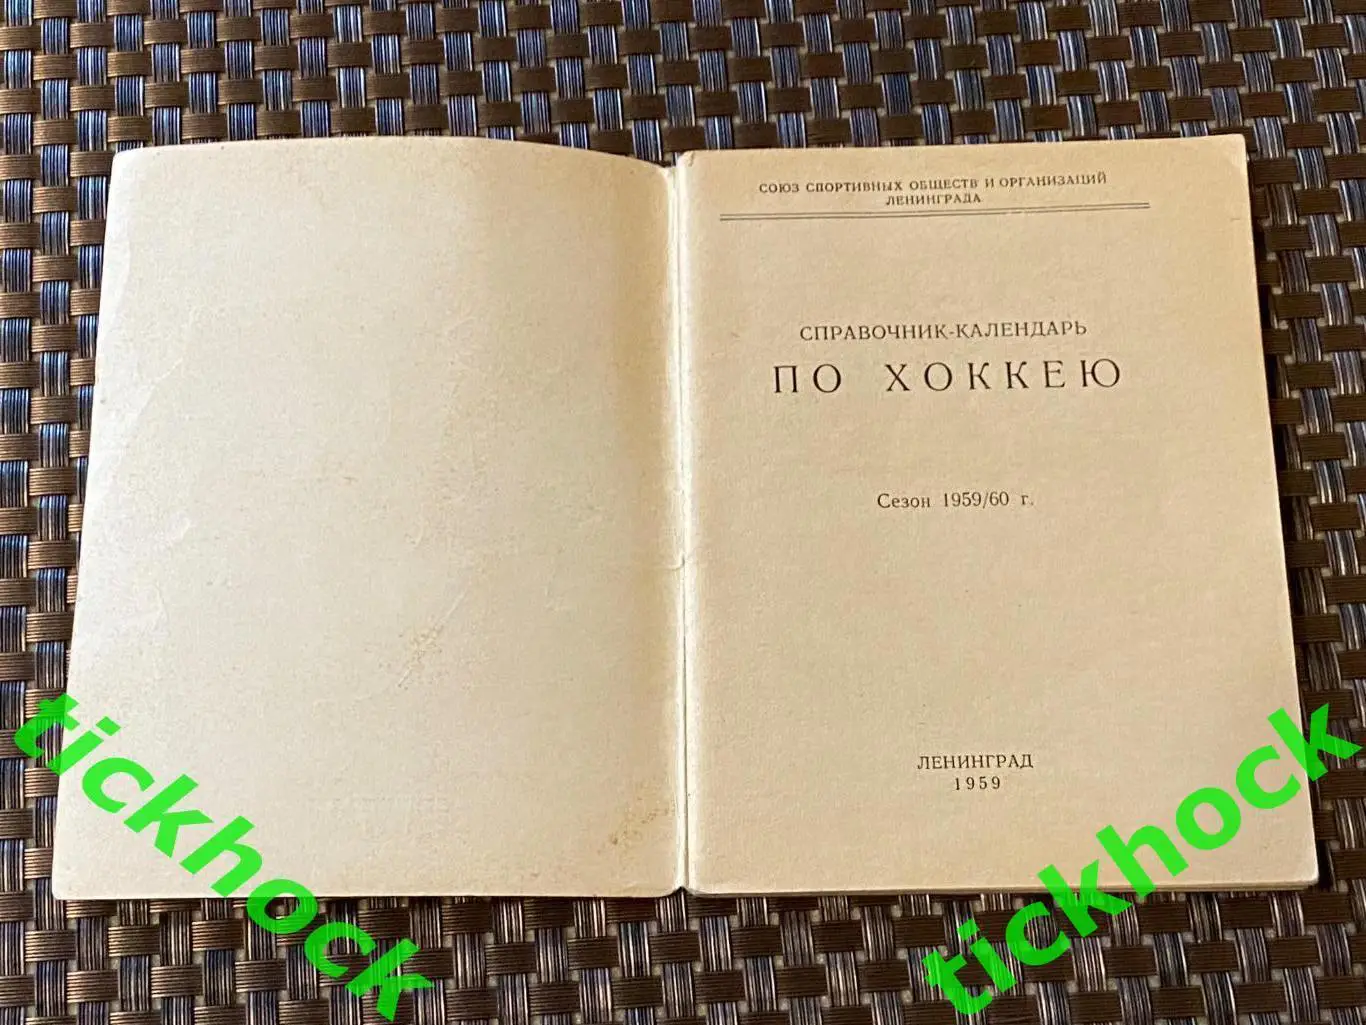 СОЮЗ СПОРТИВНЫХ ОБЩЕСТВ И ОРГАНИЗАЦИЙ
ЛЕНИНГРАДА
СПРАВОЧНИК-КАЛЕНДАРЬ
ПО ХОККЕЮ
Сезон 1959/60 г.
ЛЕНИНГРАД
1959
tickhock
tickhock